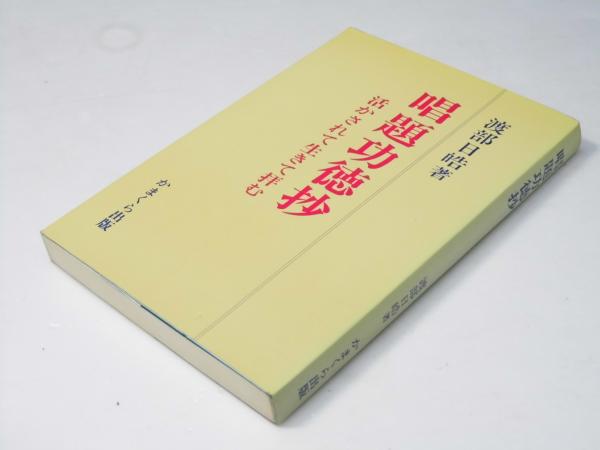 渡部日皓著
唱題功徳抄
活かされて生きて拝む
かまくら出版
唱題功徳抄
渡部日皓著
かまくら出版